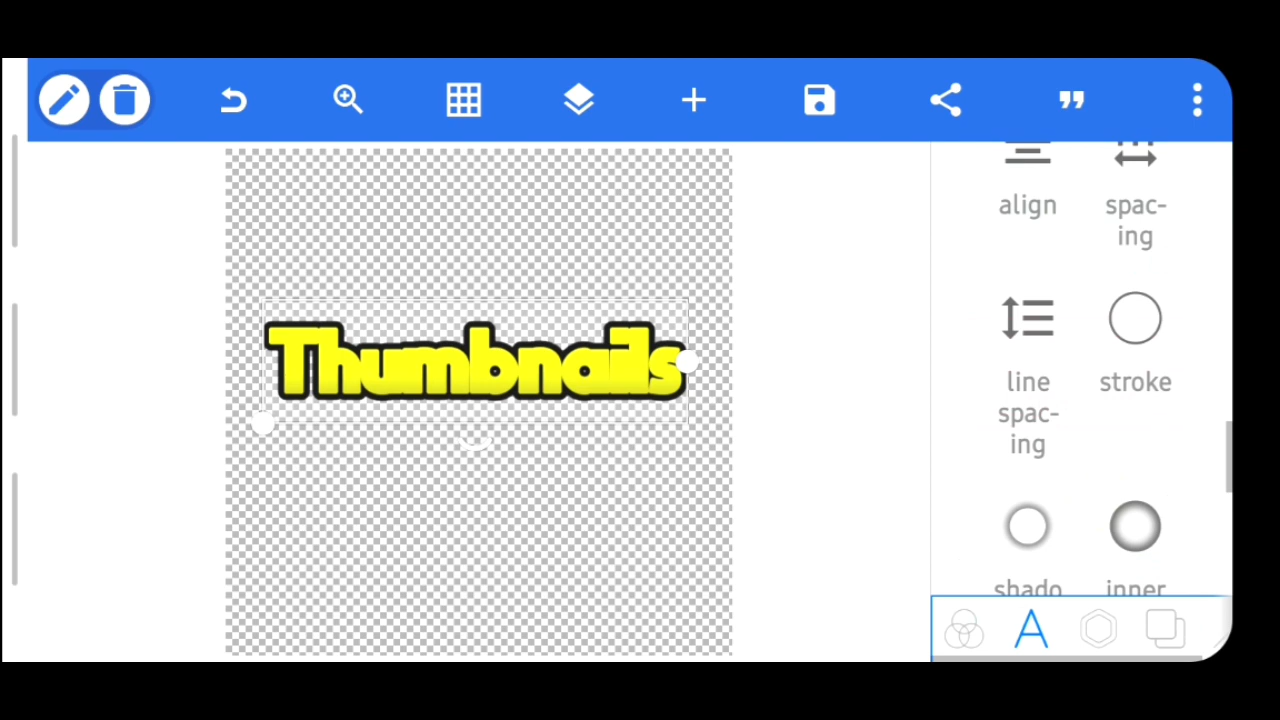 Thumbnails
align
spac-
ing
line
spac-
ing
stroke
shado
inner